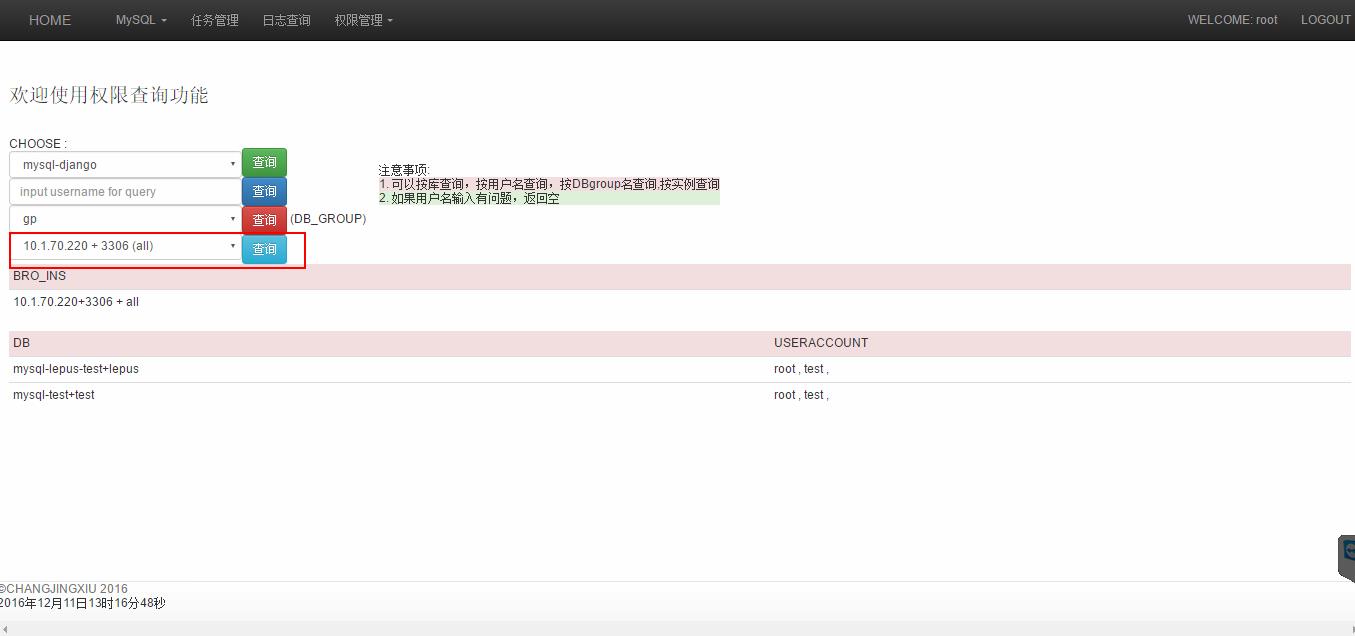 HOME MySQL 任务管理 日志查询 权限管理 WELCOME: root LOGOUT
欢迎使用权限查询功能
CHOOSE :
mysql-django 查询
input username for query 查询
gp 查询 (DB_GROUP)
10.1.70.220 + 3306 (all) 查询
注意事项:
1. 可以按库查询，按用户名查询，按DBgroup名查询,按实例查询
2. 如果用户名输入有问题，返回空
BRO_INS
10.1.70.220+3306 + all
DB USERACCOUNT
mysql-lepus-test+lepus root , test ,
mysql-test+test root , test ,
©CHANGJINGXIU 2016
2016年12月11日13时16分48秒